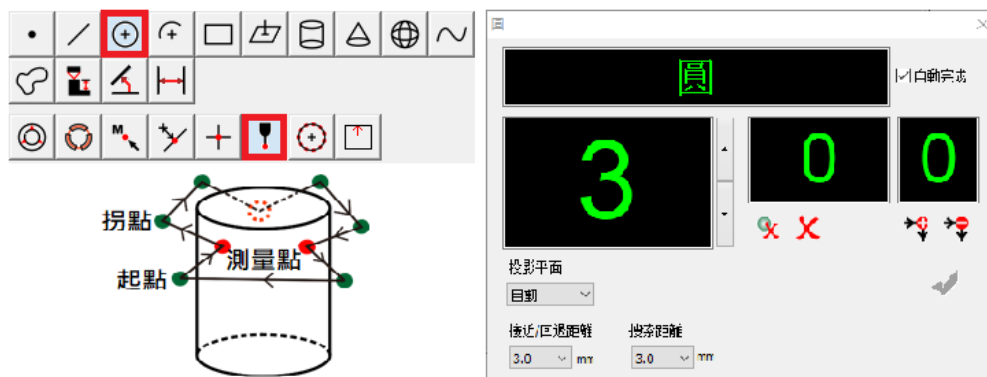 M
拐點
測量點
起點
圓
圓
自動完成
3
0
0
投影平面
自動
接近/回退距離 搜索距離
3.0 mm 3.0 mm